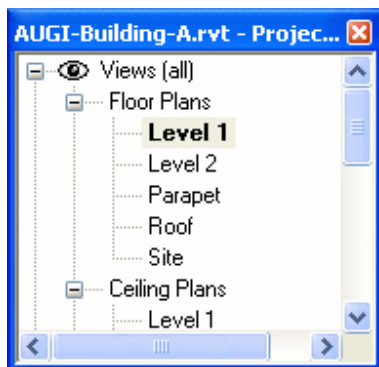 AUGI-Building-A.rvt - Projec...
Views (all)
Floor Plans
Level 1
Level 2
Parapet
Roof
Site
Ceiling Plans
Level 1